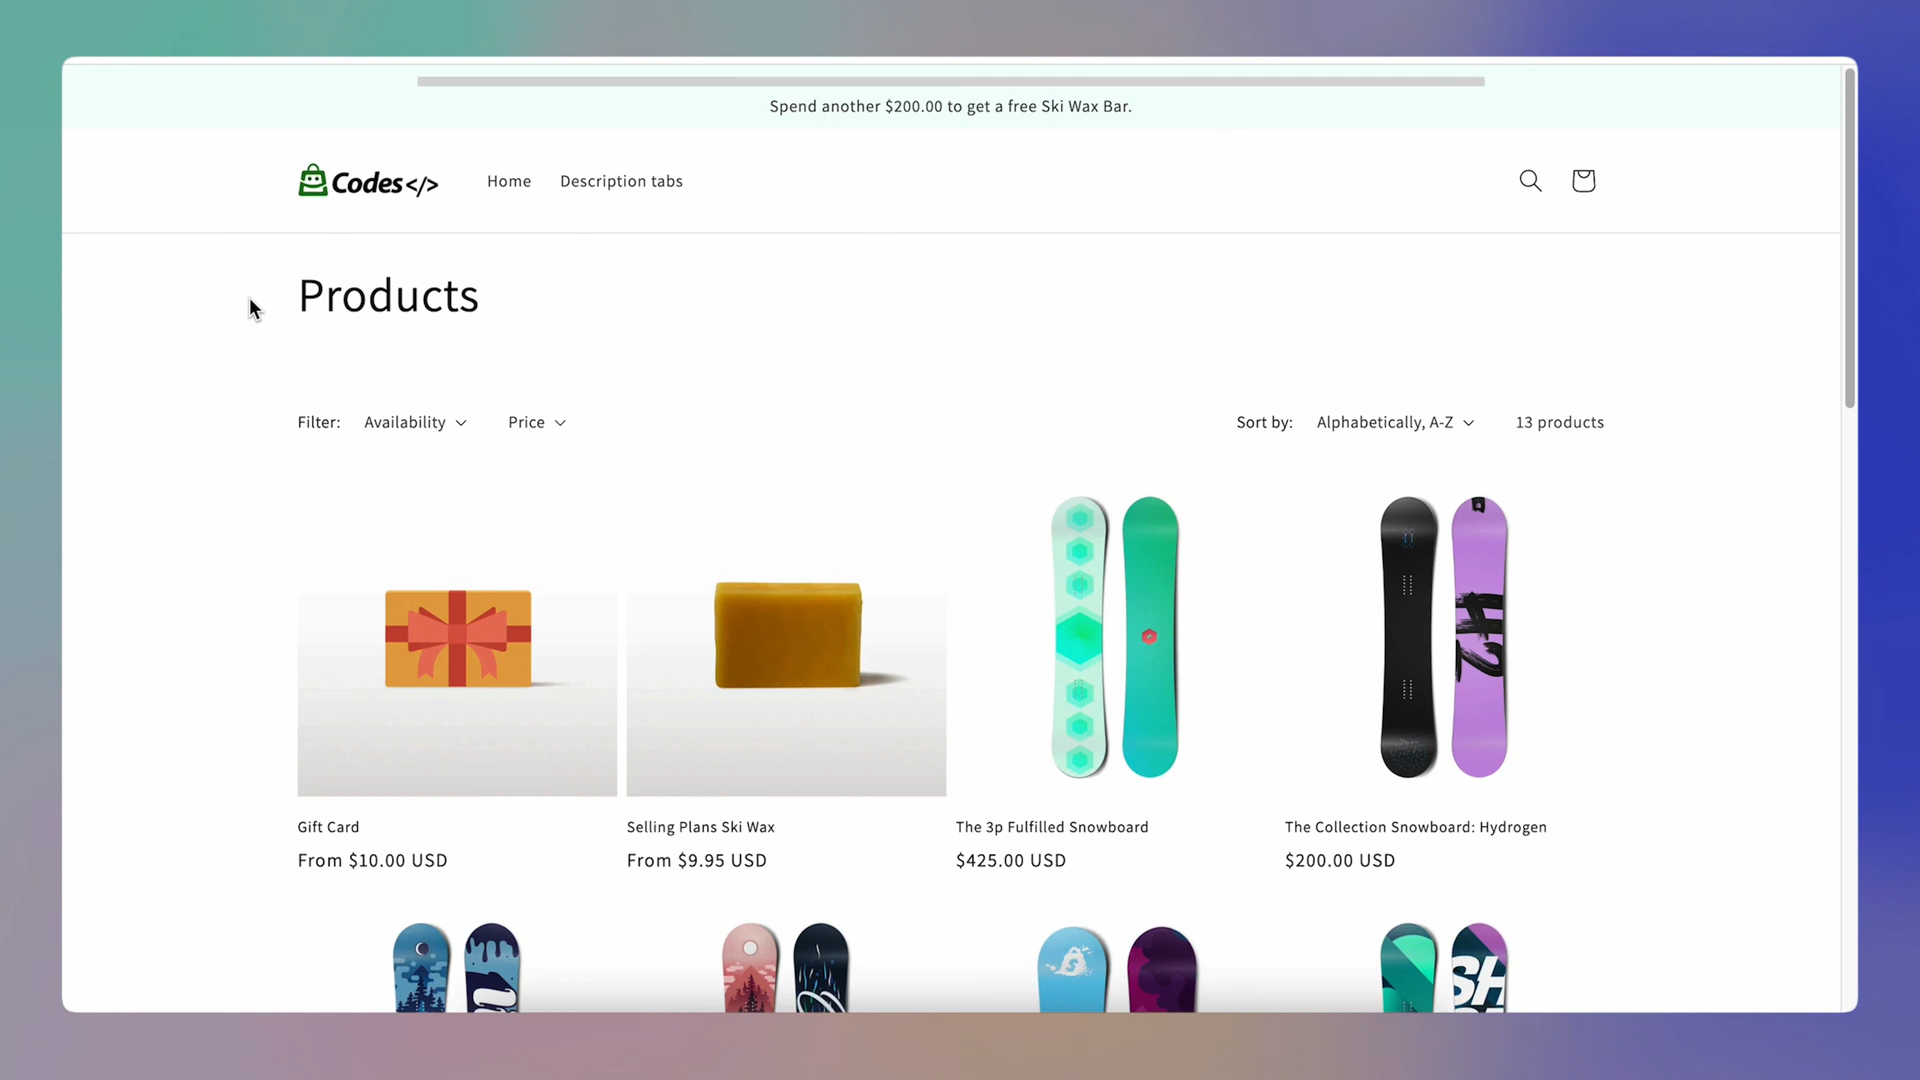 Spend another $200.00 to get a free Ski Wax Bar.
Codes</> Home Description tabs
Products
Filter: Availability Price Sort by: Alphabetically, A-Z 13 products
Gift Card
From $10.00 USD
Selling Plans Ski Wax
From $9.95 USD
The 3p Fulfilled Snowboard
$425.00 USD
The Collection Snowboard: Hydrogen
$200.00 USD
SH